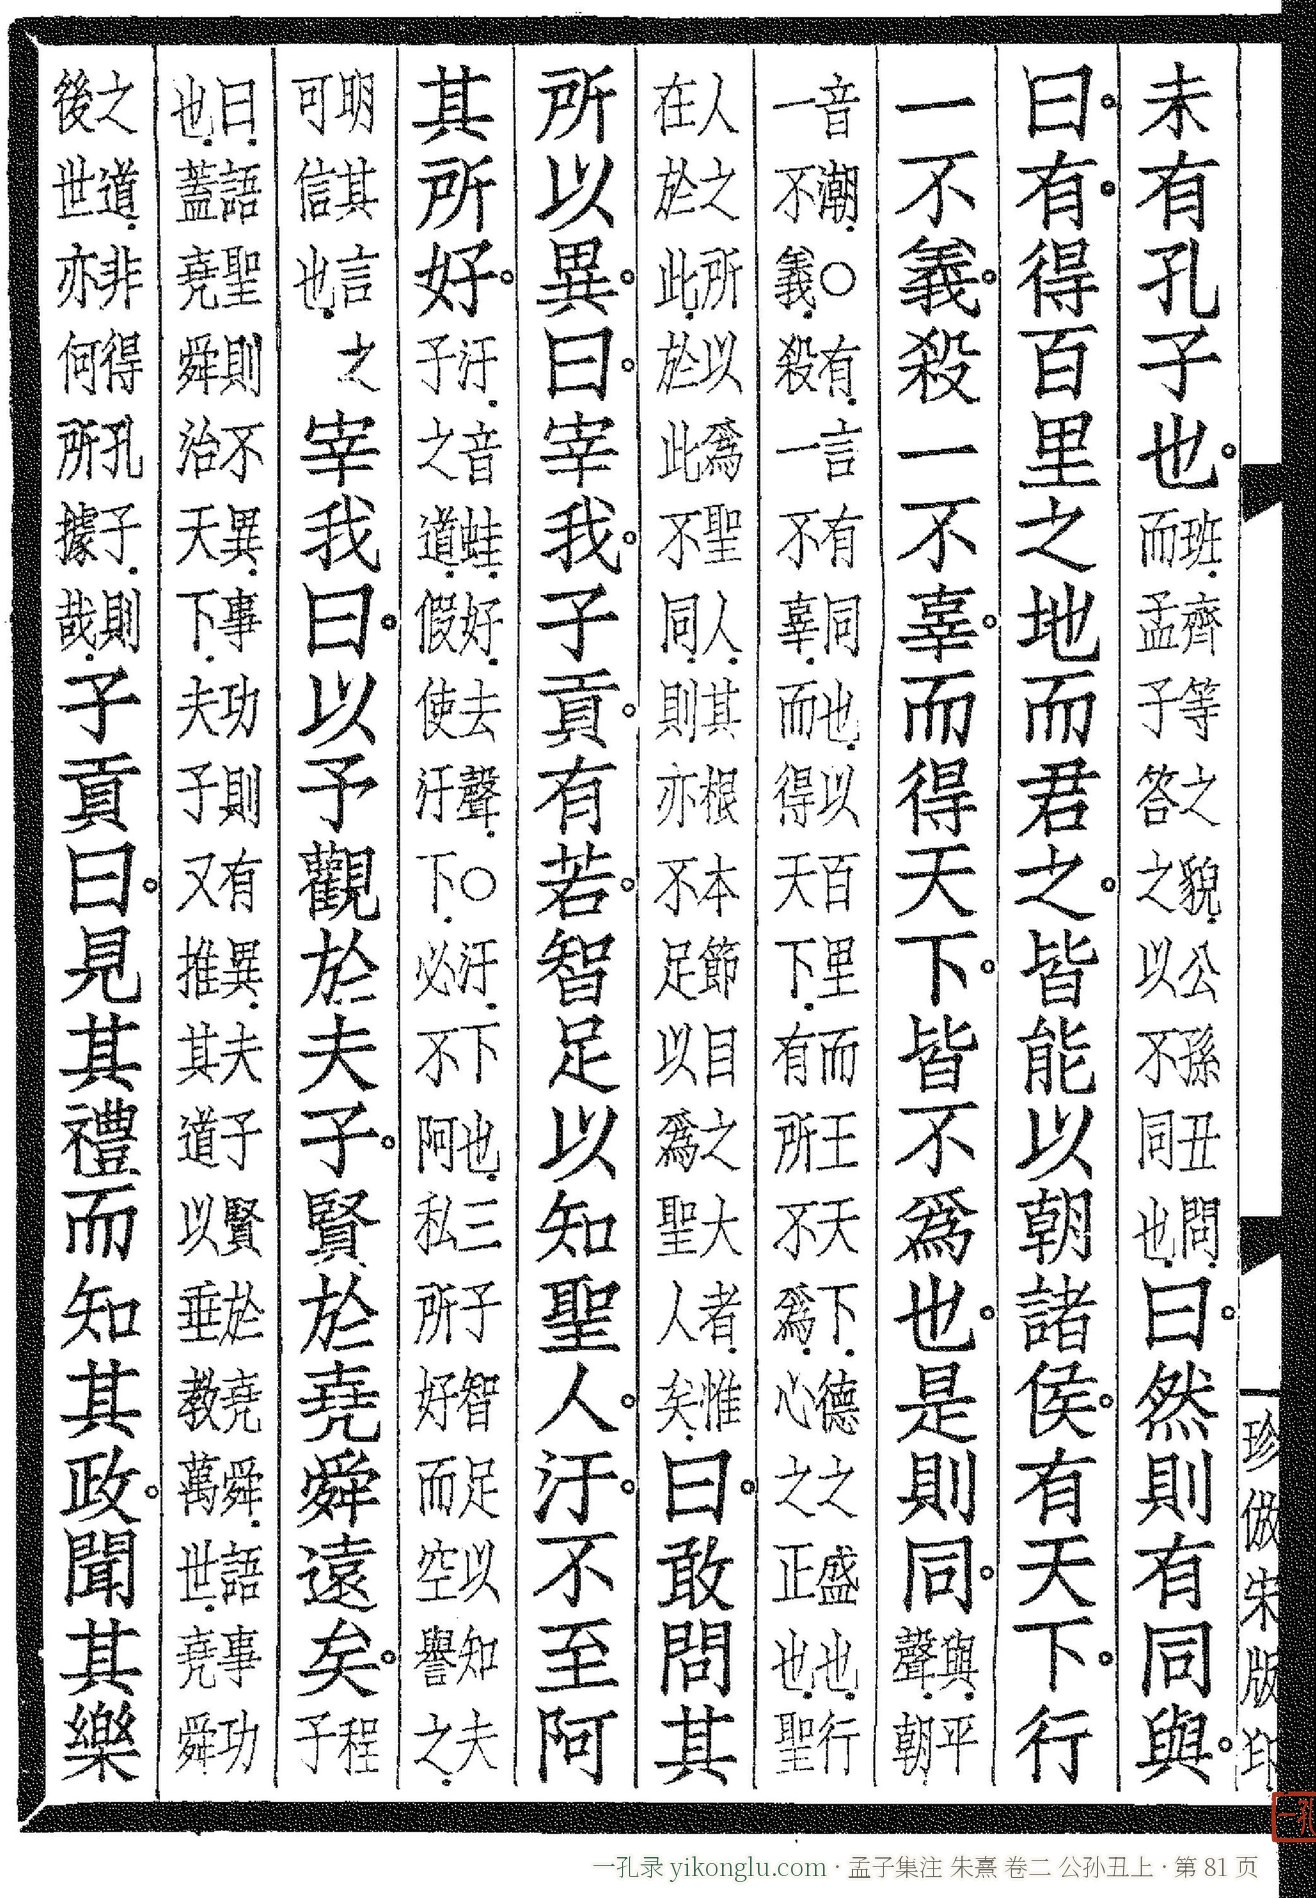 未有孔子也。班.齊等之貌.公孫丑問.而孟子答之以不同也.曰。然則有同與。
曰。有。得百里之地而君之。皆能以朝諸侯。有天下。行
一不義。殺一不辜。而得天下。皆不爲也。是則同。與.平聲.朝.
音潮.○有.言有同也.以百里而王天下.德之盛也.行一不義.殺一不辜.而得天下.有所不爲.心之正也.聖
人之所以爲聖人.其根本節目之大者.惟在於此.於此不同.則亦不足以爲聖人矣.曰。敢問其
所以異。曰。宰我。子貢。有若。智足以知聖人。汙。不至阿
其所好。汙.音蛙.好.去聲.○汙.下也.三子智足以知夫子之道.假使汙下.必不阿私所好而空譽之.
明其言之可信也.宰我曰。以予觀於夫子。賢於堯舜遠矣。程子
曰.語聖則不異.事功則有異.夫子賢於堯舜.語事功也.蓋堯舜治天下.夫子又推其道以垂教萬世.堯舜
之道.非得孔子.則後世亦何所據哉.子貢曰。見其禮而知其政。聞其樂
珍倣宋版印
一孔录 yikonglu.com · 孟子集注 朱熹 卷二 公孙丑上 · 第 81 页